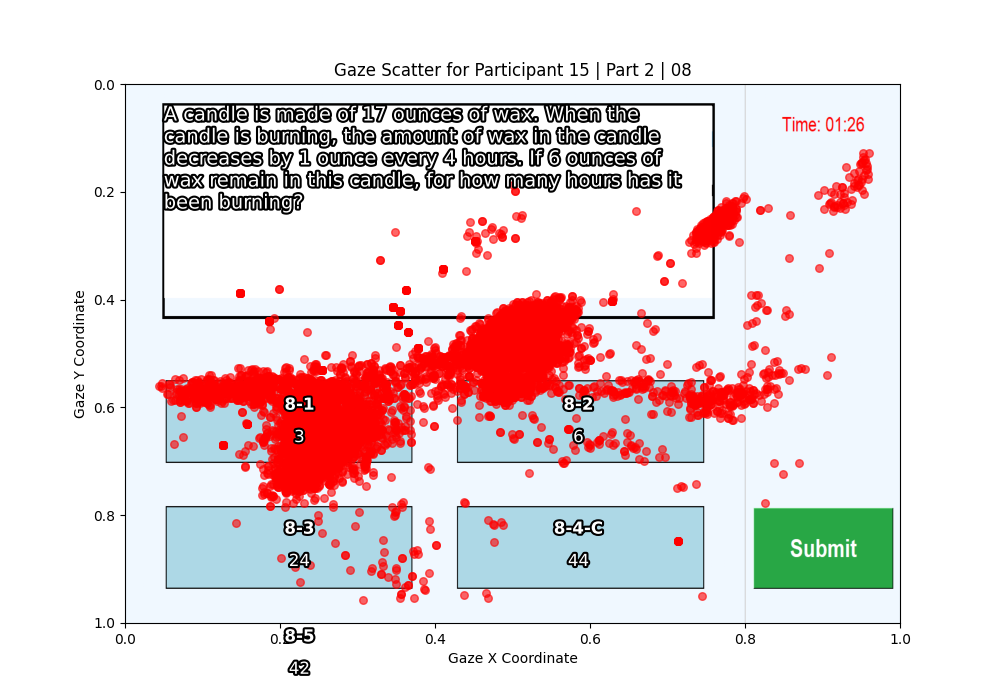 Gaze Scatter for Participant 15 | Part 2 | 08
0.0
A candle is made of 17 ounces of wax. When the
candle is burning, the amount of wax in the candle
decreases by 1 ounce every 4 hours. If 6 ounces of
wax remain in this candle, for how many hours has it
been burning?
Time: 01:26
0.2
0.4
Gaze Y Coordinate
0.6
8-1
3
8-2
6
0.8
8-3
24
8-4-C
44
Submit
1.0
0.0
0.2
0.4
0.6
0.8
1.0
8-5
42
Gaze X Coordinate